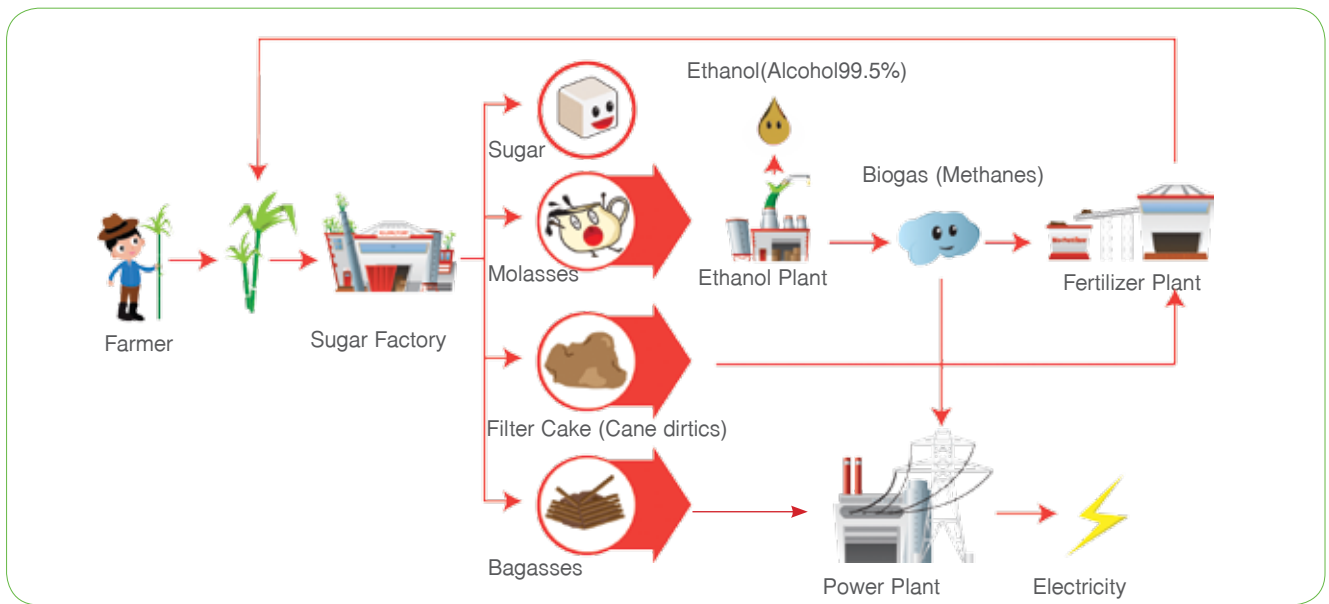 Ethanol(Alcohol99.5%)
Sugar
Biogas (Methanes)
Molasses
Ethanol Plant
Fertilizer Plant
Farmer
Sugar Factory
Filter Cake (Cane dirtics)
Bagasses
Power Plant
Electricity